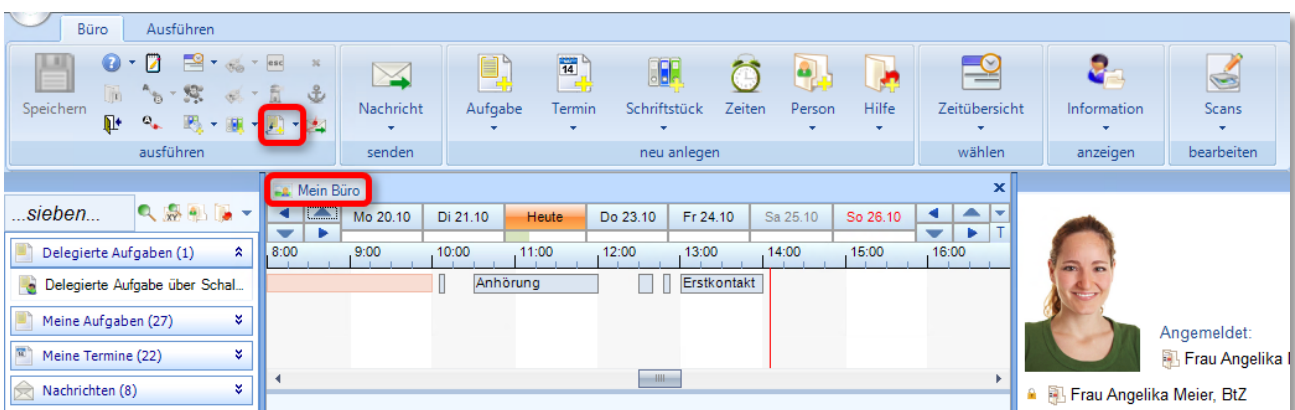 Büro Ausführen
esc
Speichern
Nachricht Aufgabe Termin Schriftstück Zeiten Person Hilfe Zeitübersicht Information Scans
14
ausführen senden neu anlegen wählen anzeigen bearbeiten
Mein Büro
...sieben...
Mo 20.10 Di 21.10 Heute Do 23.10 Fr 24.10 Sa 25.10 So 26.10
T
Delegierte Aufgaben (1)
8:00 9:00 10:00 11:00 12:00 13:00 14:00 15:00 16:00
Delegierte Aufgabe über Schal...
Anhörung Erstkontakt
Meine Aufgaben (27)
Meine Termine (22)
Nachrichten (8)
Angemeldet:
Frau Angelika
Frau Angelika Meier, BtZ